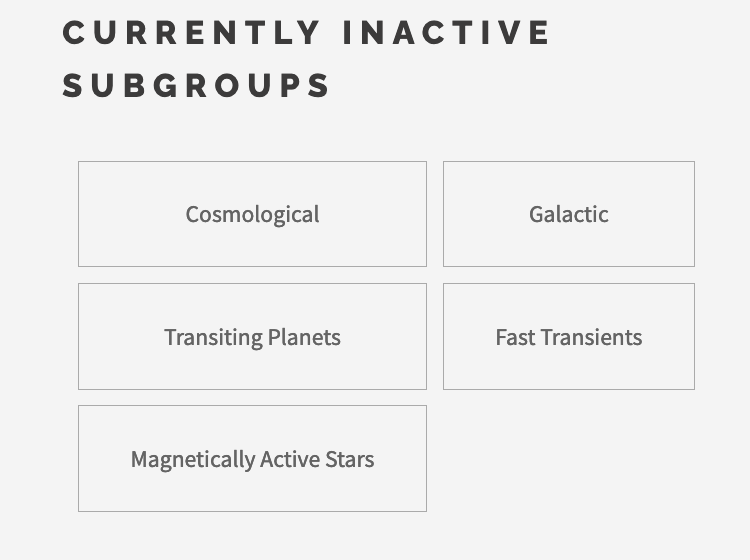 CURRENTLY INACTIVE
SUBGROUPS
Cosmological
Galactic
Transiting Planets
Fast Transients
Magnetically Active Stars